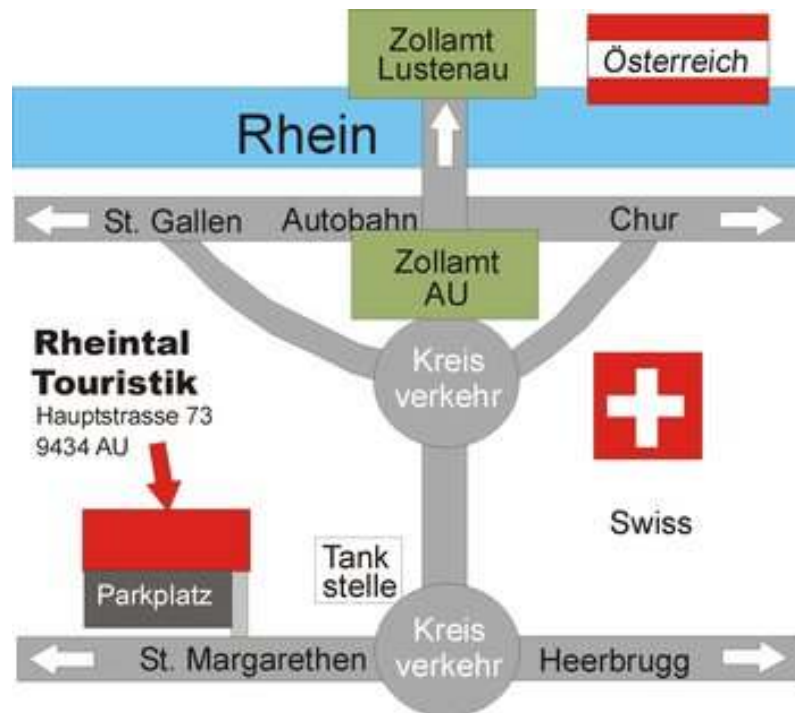 Zollamt
Lustenau
Österreich
Rhein
St. Gallen
Autobahn
Chur
Zollamt
AU
Rheintal
Touristik
Hauptstrasse 73
9434 AU
Kreis
verkehr
Swiss
Tank
stelle
Parkplatz
Kreis
verkehr
St. Margarethen
Heerbrugg